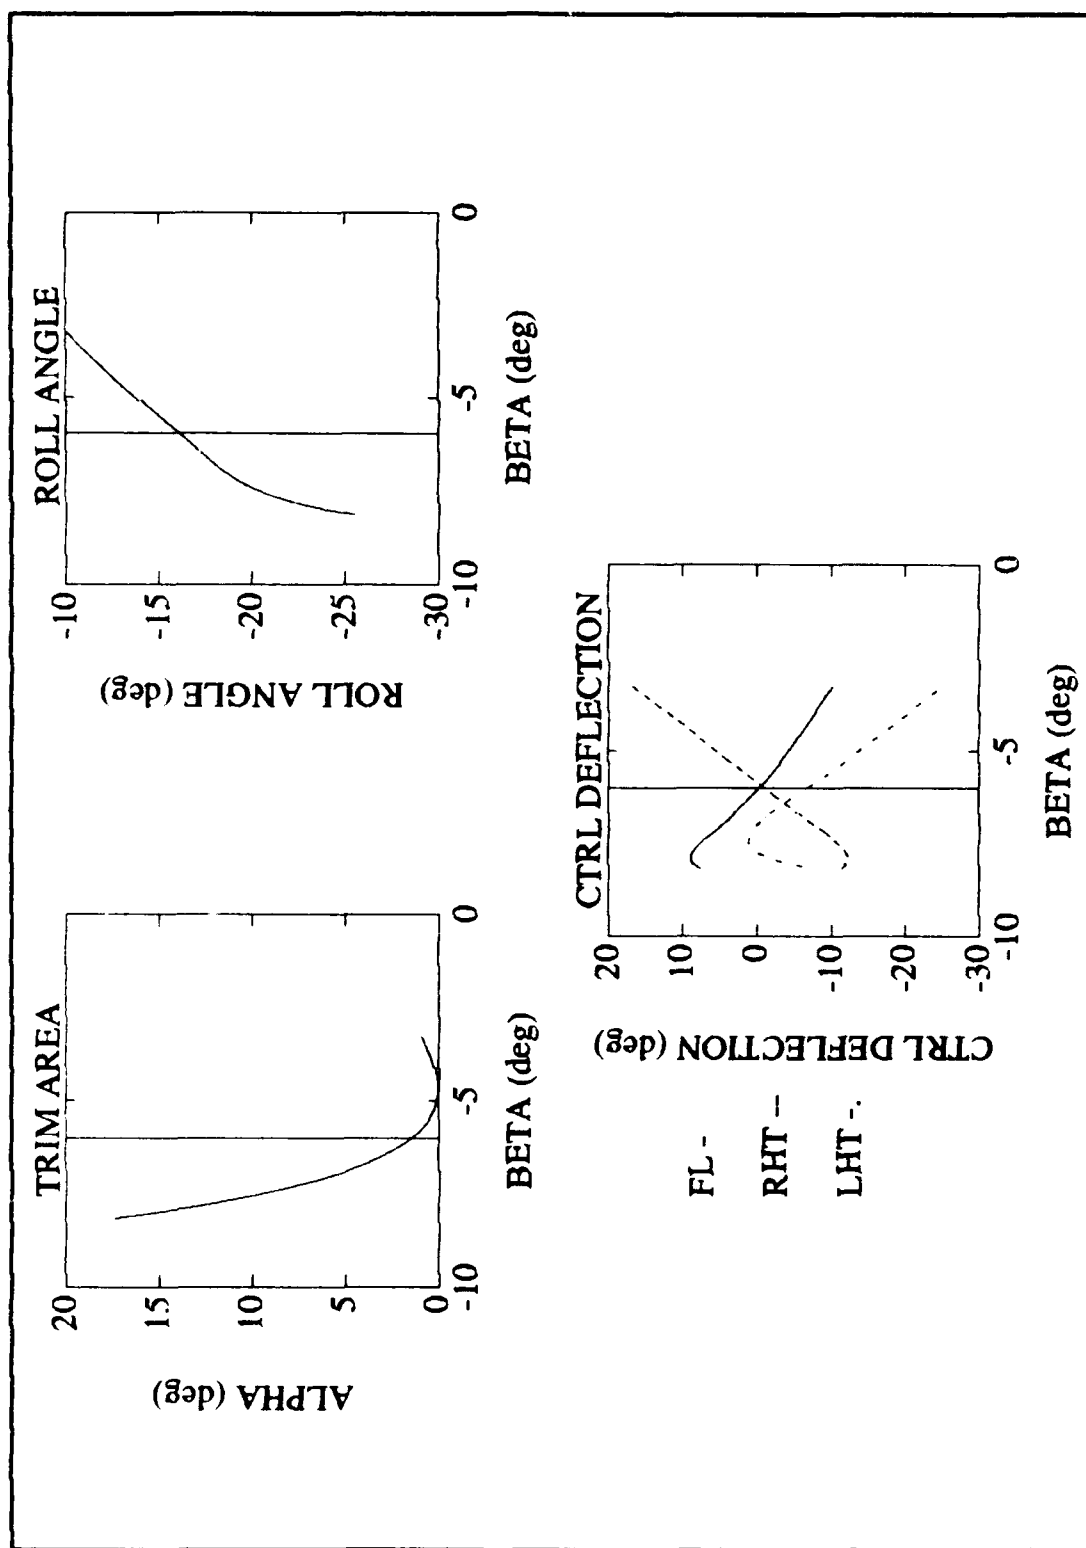 TRIM AREA
20
15
10
5
0
ALPHA (deg)
-10
-5
0
BETA (deg)
ROLL ANGLE
-10
-15
-20
-25
-30
ROLL ANGLE (deg)
-10
-5
0
BETA (deg)
CTRL DEFLECTION
20
10
0
-10
-20
-30
CTRL DEFLECTION (deg)
-10
-5
0
BETA (deg)
FL -
RHT --
LHT -.